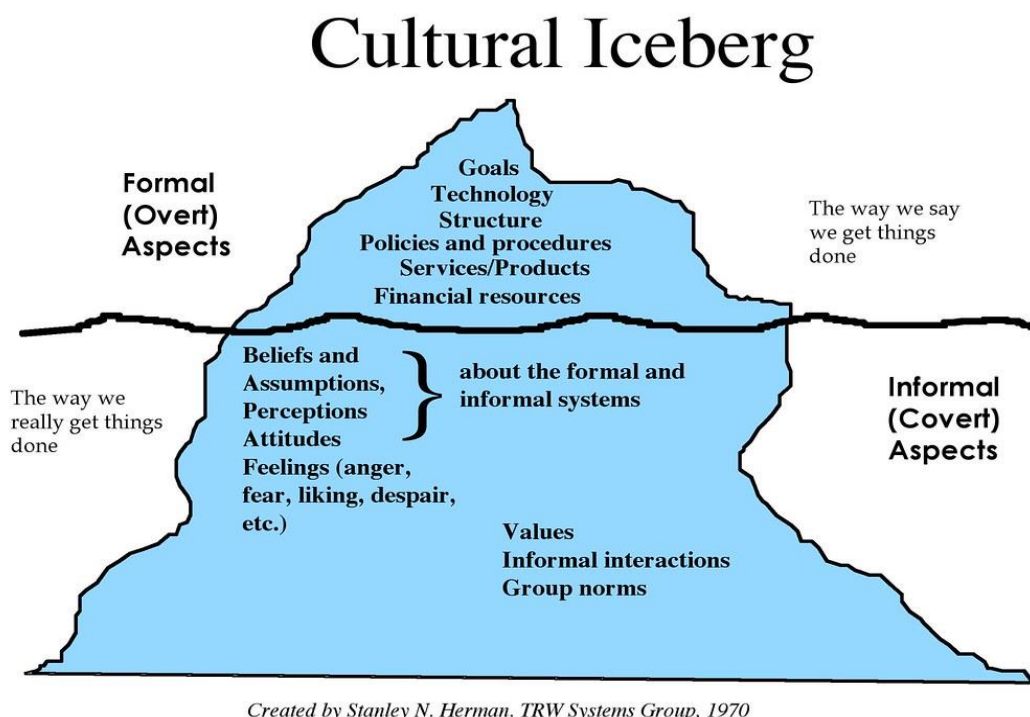 Cultural Iceberg
Formal
(Overt)
Aspects
Goals
Technology
Structure
Policies and procedures
Services/Products
Financial resources
The way we say
we get things
done
The way we
really get things
done
Beliefs and
Assumptions,
Perceptions
Attitudes
Feelings (anger,
fear, liking, despair,
etc.)
about the formal and
informal systems
Values
Informal interactions
Group norms
Informal
(Covert)
Aspects
Created by Stanley N. Herman. TRW Systems Group, 1970